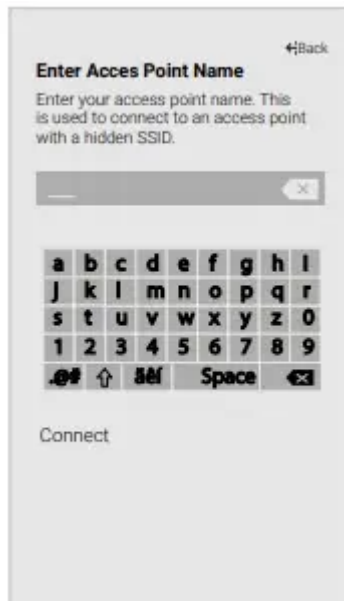 Back
Enter Acces Point Name
Enter your access point name. This
is used to connect to an access point
with a hidden SSID.
a b c d e f g h i
j k l m n o p q r
s t u v w x y z 0
1 2 3 4 5 6 7 8 9
.@# Space
Connect